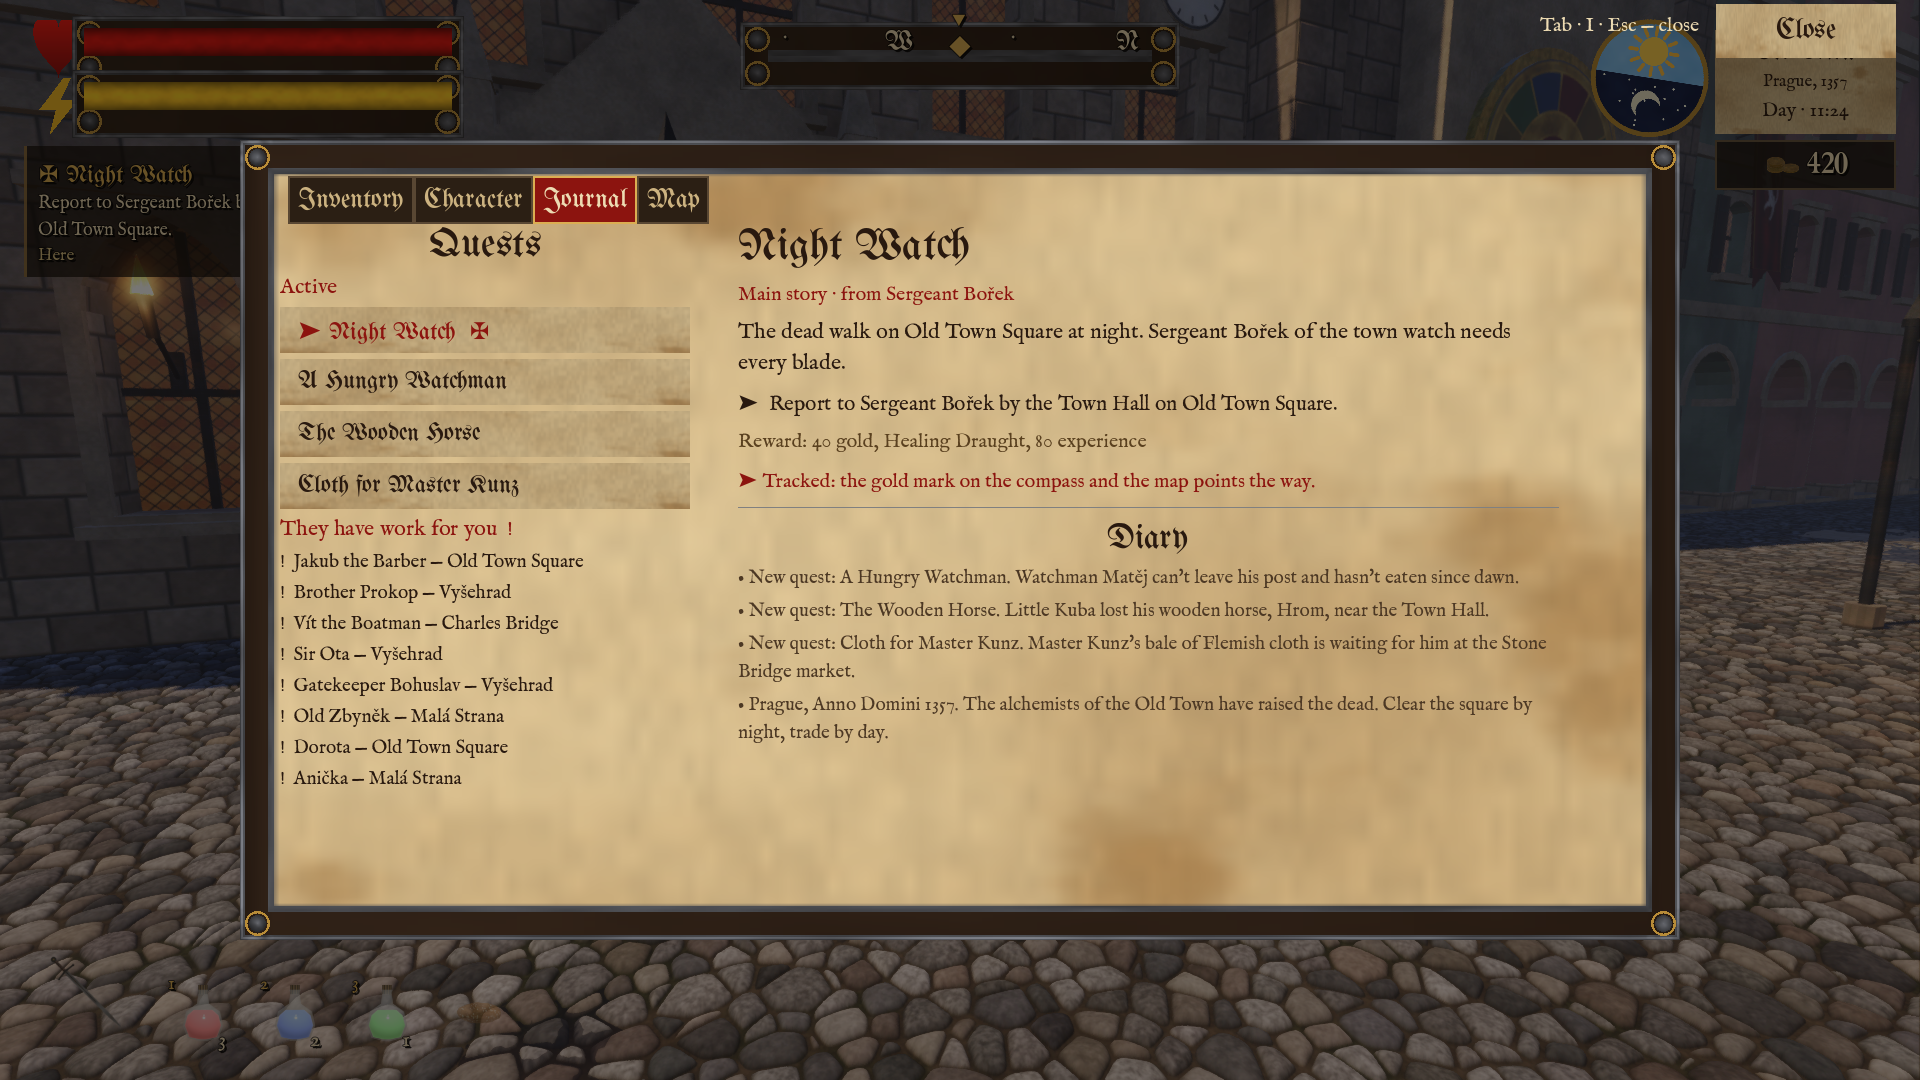 W
N
Tab · I · Esc – close
Close
Prague, 1357
Day · 11:24
420
✠ Night Watch
Report to Sergeant Bořek b
Old Town Square.
Here
Inventory
Character
Journal
Map
Quests
Active
➤ Night Watch ✠
A Hungry Watchman
The Wooden Horse
Cloth for Master Kunz
They have work for you !
! Jakub the Barber – Old Town Square
! Brother Prokop – Vyšehrad
! Vít the Boatman – Charles Bridge
! Sir Ota – Vyšehrad
! Gatekeeper Bohuslav – Vyšehrad
! Old Zbyněk – Malá Strana
! Dorota – Old Town Square
! Anička – Malá Strana
Night Watch
Main story · from Sergeant Bořek
The dead walk on Old Town Square at night. Sergeant Bořek of the town watch needs
every blade.
➤ Report to Sergeant Bořek by the Town Hall on Old Town Square.
Reward: 40 gold, Healing Draught, 80 experience
➤ Tracked: the gold mark on the compass and the map points the way.
Diary
• New quest: A Hungry Watchman. Watchman Matěj can't leave his post and hasn't eaten since dawn.
• New quest: The Wooden Horse. Little Kuba lost his wooden horse, Hrom, near the Town Hall.
• New quest: Cloth for Master Kunz. Master Kunz's bale of Flemish cloth is waiting for him at the Stone
Bridge market.
• Prague, Anno Domini 1357. The alchemists of the Old Town have raised the dead. Clear the square by
night, trade by day.
1
2
3
3
2
1